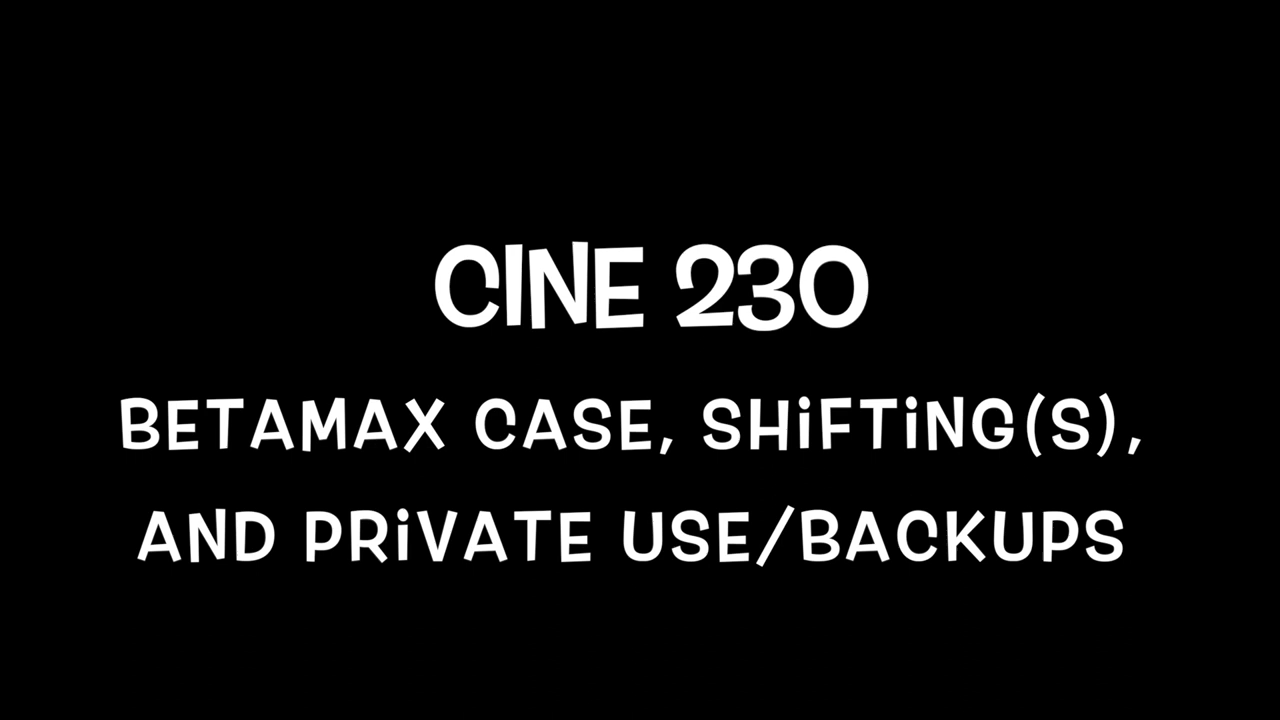 CINE 230
BETAMAX CASE, SHiFTiNG(S),
AND PRiVATE USE/BACKUPS